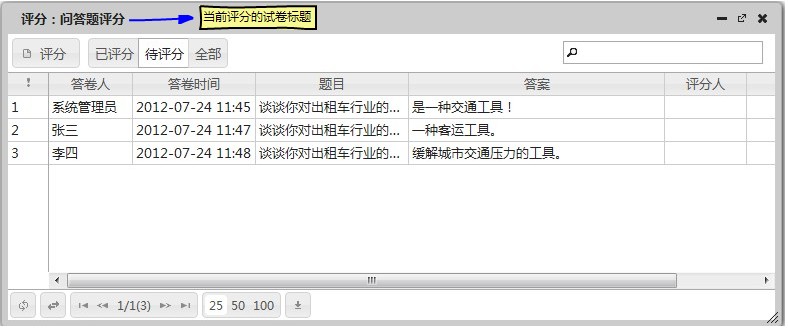 评分：问答题评分 当前评分的试卷标题
评分 已评分 待评分 全部
! 答卷人 答卷时间 题目 答案 评分人
1 系统管理员 2012-07-24 11:45 谈谈你对出租车行业的... 是一种交通工具！
2 张三 2012-07-24 11:47 谈谈你对出租车行业的... 一种客运工具。
3 李四 2012-07-24 11:48 谈谈你对出租车行业的... 缓解城市交通压力的工具。
1/1(3) 25 50 100